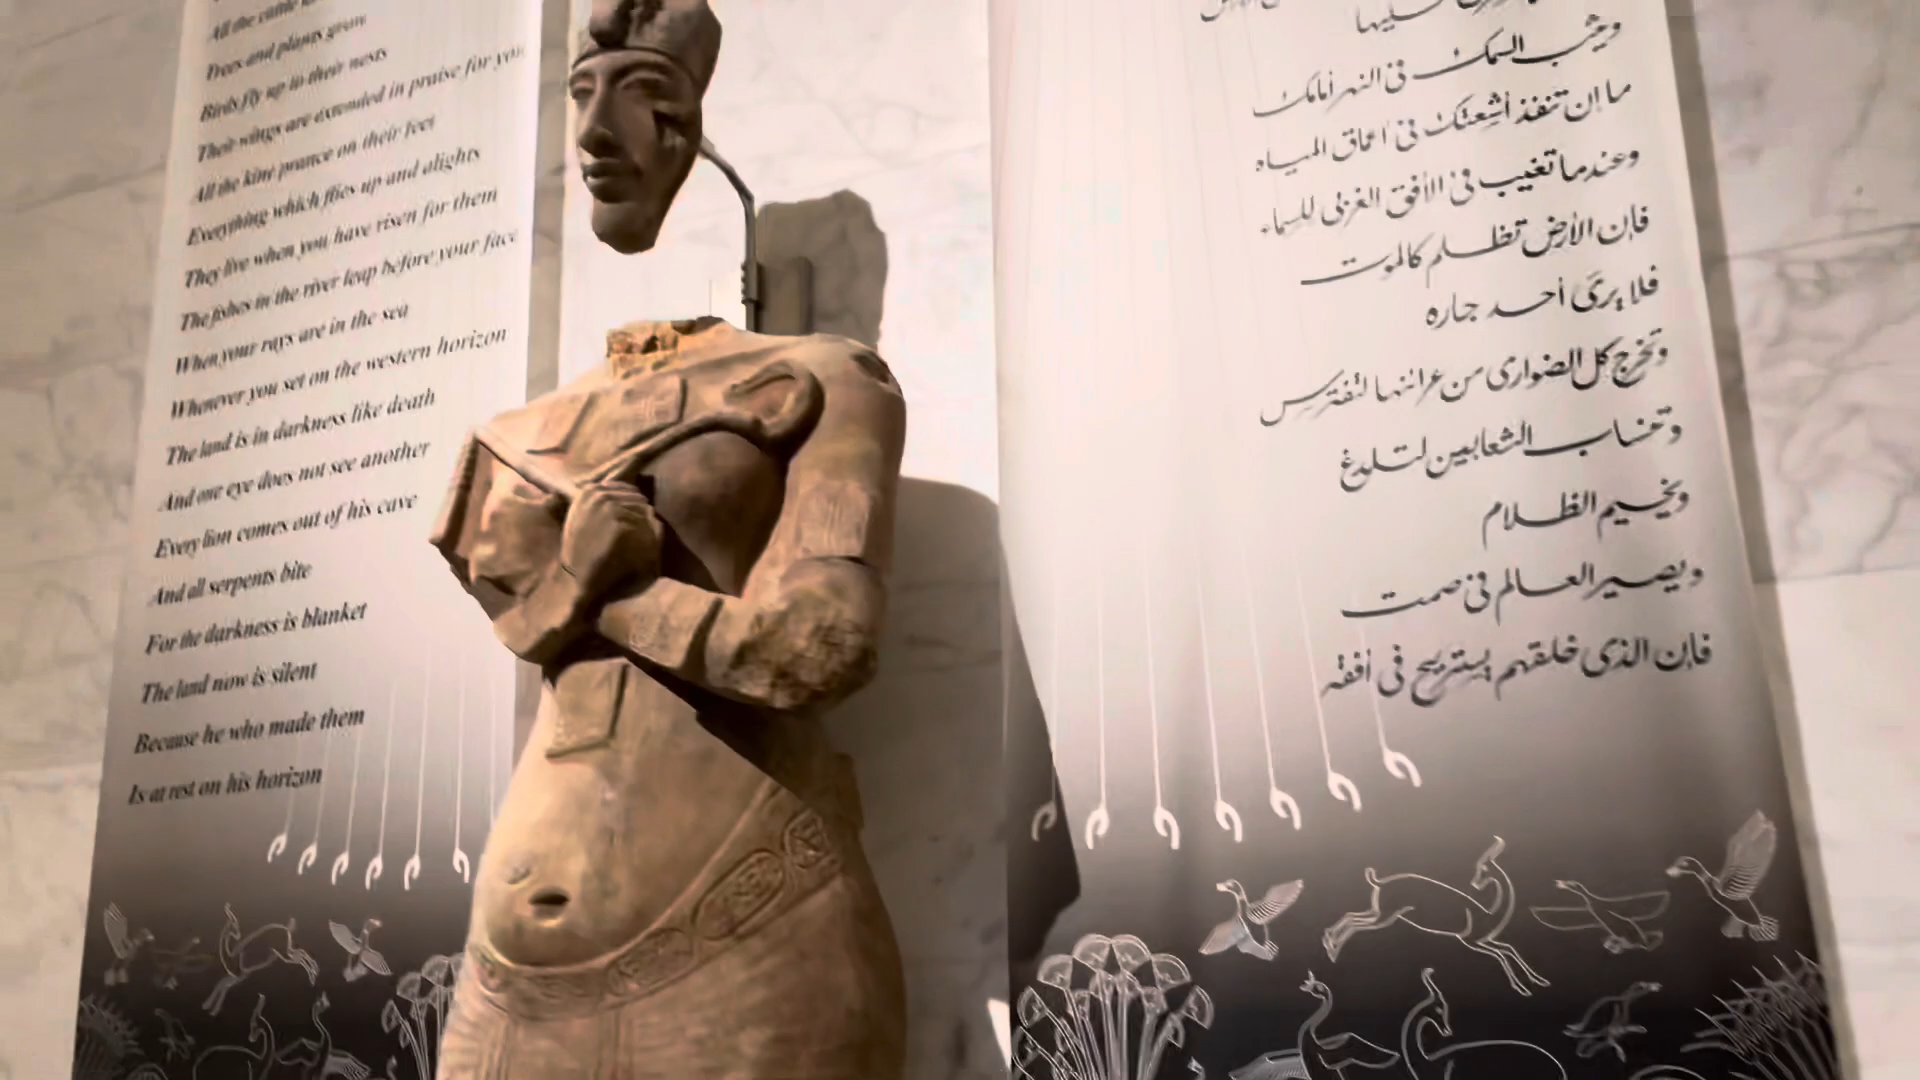 All the cattle
Trees and plants grow
Birds fly up to their nests
Their wings are extended in praise for you
All the kine prance on their feet
Everything which flies up and alights
They live when you have risen for them
The fishes in the river leap before your face
When your rays are in the sea
Whenever you set on the western horizon
The land is in darkness like death
And one eye does not see another
Every lion comes out of his cave
And all serpents bite
For the darkness is blanket
The land now is silent
Because he who made them
Is at rest on his horizon
ويثب السمك فى النهر أمامك
ما إن تنفذ أشعتك فى أعماق المياه
وعندما تغيب فى الأفق الغربى للسماء
فإن الأرض تظلم كالموت
فلا يرى أحد جاره
وتخرج كل الضوارى من عرائنها لتفترس
وتنساب الثعابين لتلدغ
ويخيم الظلام
ويصير العالم فى صمت
فإن الذى خلقهم يستريح فى أفقه